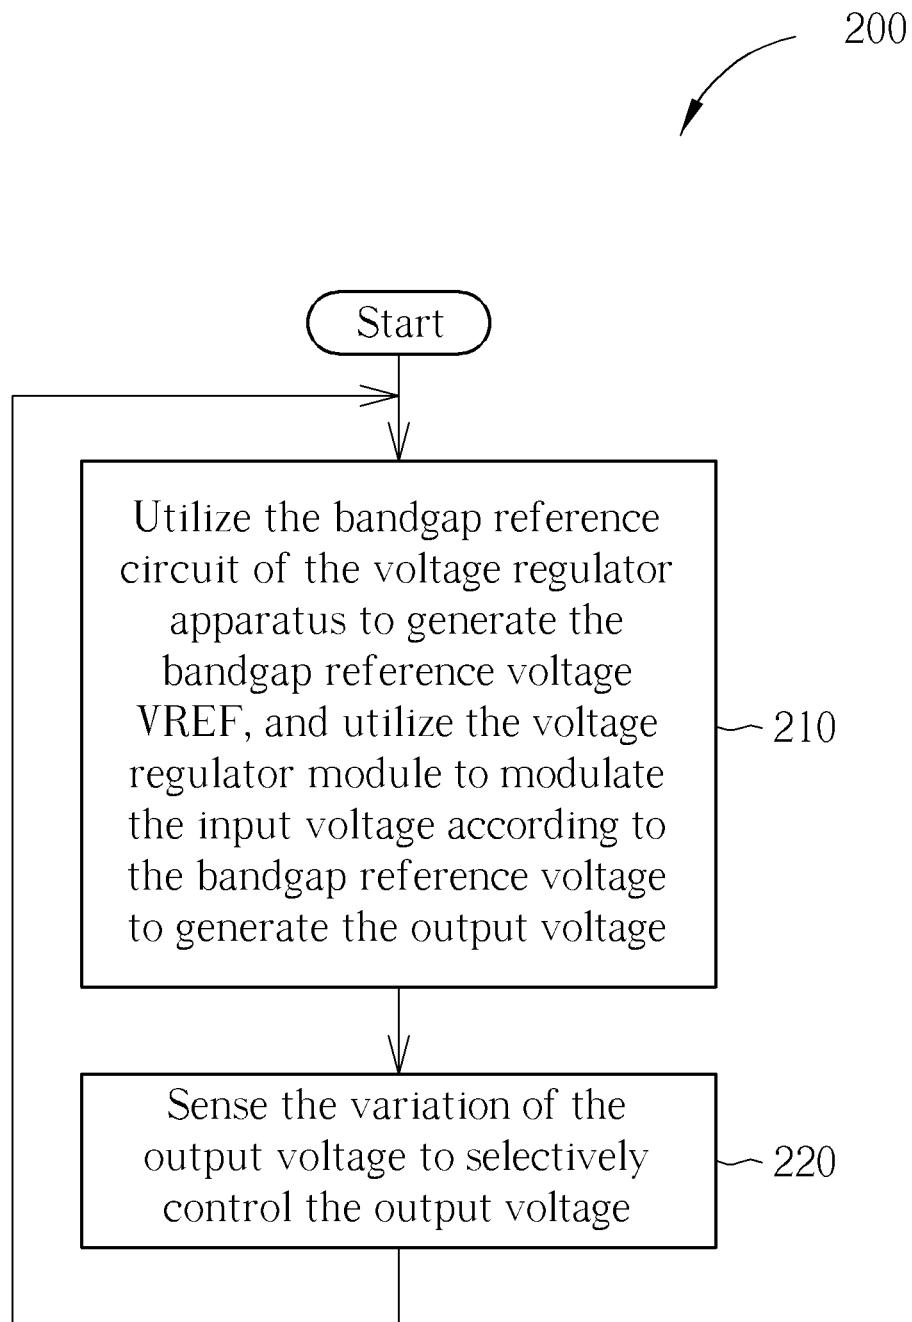 200
Start
Utilize the bandgap reference
circuit of the voltage regulator
apparatus to generate the
bandgap reference voltage
VREF, and utilize the voltage
regulator module to modulate
the input voltage according to
the bandgap reference voltage
to generate the output voltage
210
Sense the variation of the
output voltage to selectively
control the output voltage
220